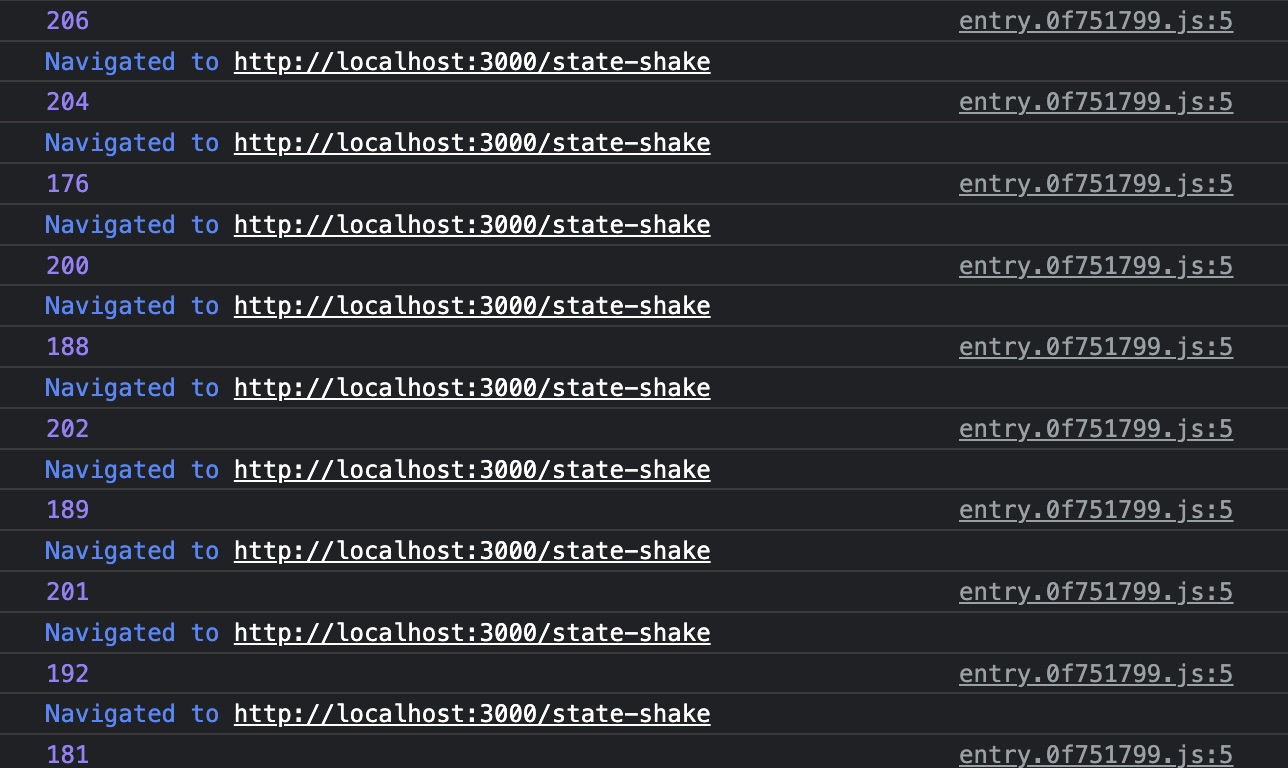 206 entry.0f751799.js:5
Navigated to http://localhost:3000/state-shake
204 entry.0f751799.js:5
Navigated to http://localhost:3000/state-shake
176 entry.0f751799.js:5
Navigated to http://localhost:3000/state-shake
200 entry.0f751799.js:5
Navigated to http://localhost:3000/state-shake
188 entry.0f751799.js:5
Navigated to http://localhost:3000/state-shake
202 entry.0f751799.js:5
Navigated to http://localhost:3000/state-shake
189 entry.0f751799.js:5
Navigated to http://localhost:3000/state-shake
201 entry.0f751799.js:5
Navigated to http://localhost:3000/state-shake
192 entry.0f751799.js:5
Navigated to http://localhost:3000/state-shake
181 entry.0f751799.js:5